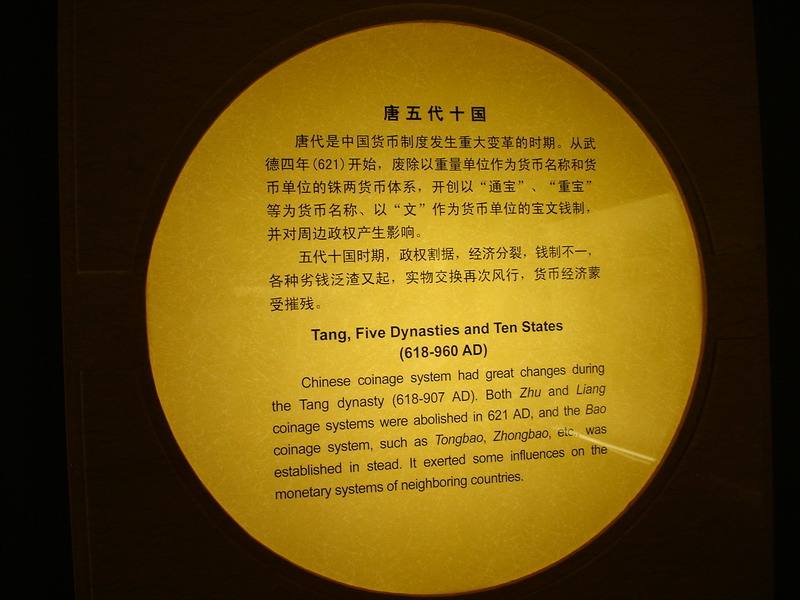 唐五代十国
唐代是中国货币制度发生重大变革的时期。从武
德四年(621)开始，废除以重量单位作为货币名称和货
币单位的铢两货币体系，开创以“通宝”、“重宝”
等为货币名称、以“文”作为货币单位的宝文钱制，
并对周边政权产生影响。
五代十国时期，政权割据，经济分裂，钱制不一，
各种劣钱泛渣又起，实物交换再次风行，货币经济蒙
受摧残。
Tang, Five Dynasties and Ten States
(618-960 AD)
Chinese coinage system had great changes during
the Tang dynasty (618-907 AD). Both Zhu and Liang
coinage systems were abolished in 621 AD, and the Bao
coinage system, such as Tongbao, Zhongbao, etc, was
established in stead. It exerted some influences on the
monetary systems of neighboring countries.